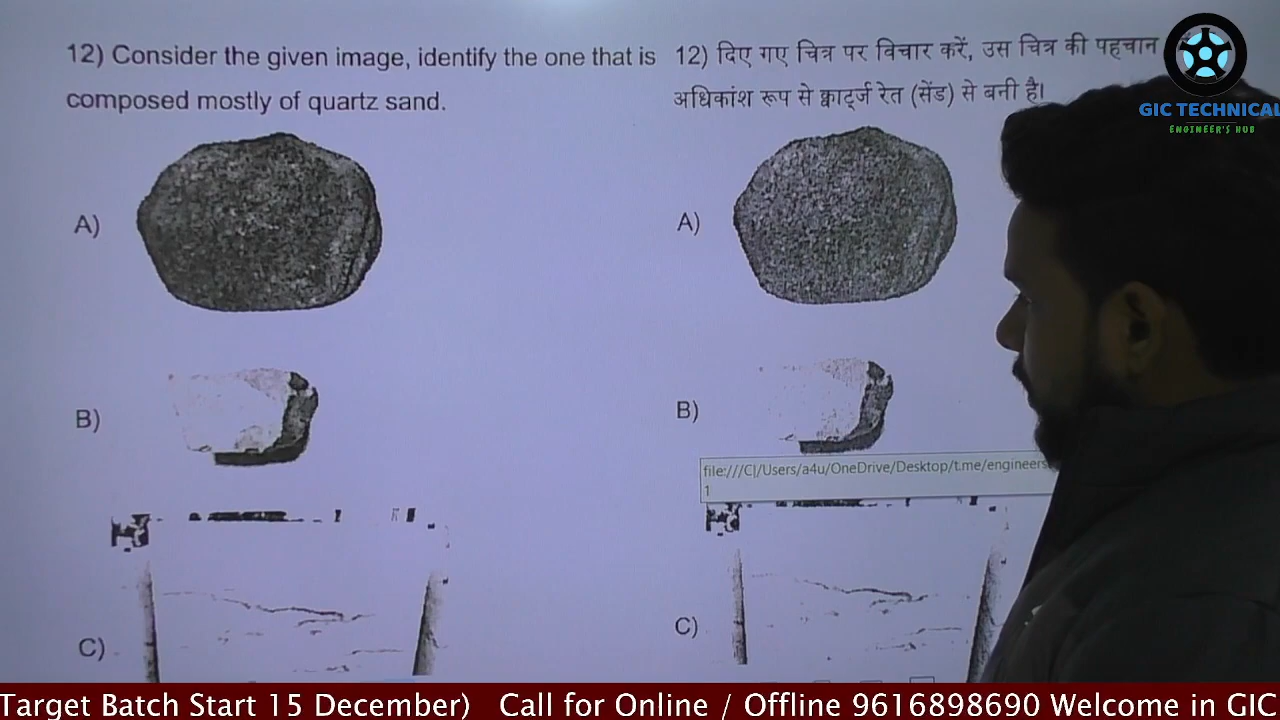 12) Consider the given image, identify the one that is
composed mostly of quartz sand.
A)
B)
C)
12) दिए गए चित्र पर विचार करें, उस चित्र की पहचान
अधिकांश रूप से क्वार्ट्ज रेत (सेंड) से बनी है।
A)
B)
file:///C|/Users/a4u/OneDrive/Desktop/t.me/engineers
1
C)
GIC TECHNICAL
ENGINEER'S HUB
Target Batch Start 15 December) Call for Online / Offline 9616898690 Welcome in GIC